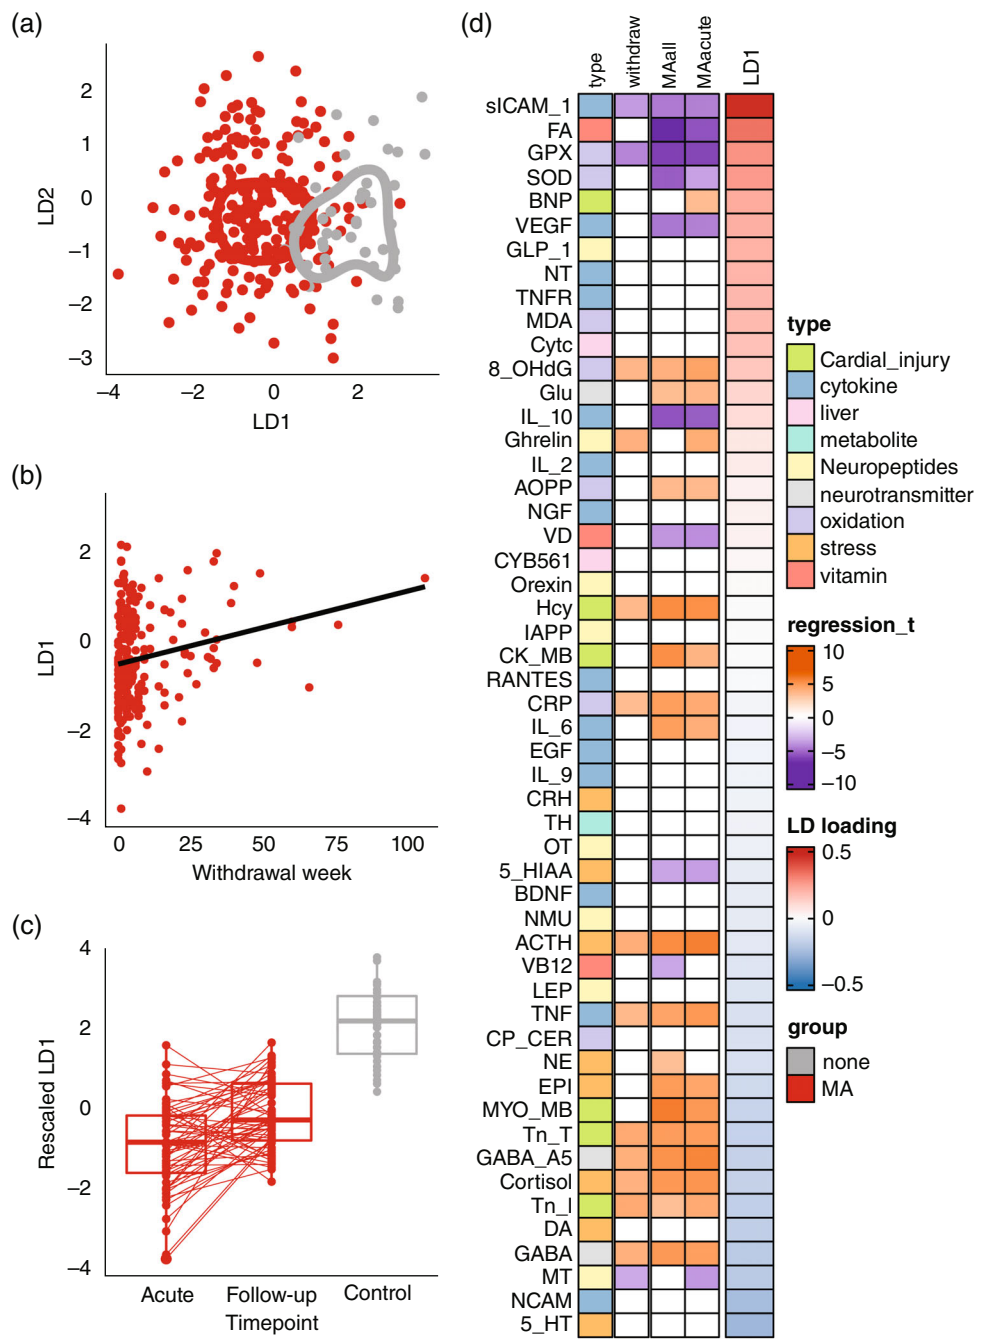 (a)
LD2
2
1
0
−1
−2
−3
−4
−2
0
2
LD1
(b)
LD1
2
0
−2
−4
0
25
50
75
100
Withdrawal week
(c)
Rescaled LD1
4
2
0
−2
−4
Acute
Follow-up
Control
Timepoint
(d)
type
withdraw
MAall
MAacute
LD1
sICAM_1
FA
GPX
SOD
BNP
VEGF
GLP_1
NT
TNFR
MDA
Cytc
8_OHdG
Glu
IL_10
Ghrelin
IL_2
AOPP
NGF
VD
CYB561
Orexin
Hcy
IAPP
CK_MB
RANTES
CRP
IL_6
EGF
IL_9
CRH
TH
OT
5_HIAA
BDNF
NMU
ACTH
VB12
LEP
TNF
CP_CER
NE
EPI
MYO_MB
Tn_T
GABA_A5
Cortisol
Tn_I
DA
GABA
MT
NCAM
5_HT
type
Cardial_injury
cytokine
liver
metabolite
Neuropeptides
neurotransmitter
oxidation
stress
vitamin
regression_t
10
5
0
−5
−10
LD loading
0.5
0
−0.5
group
none
MA